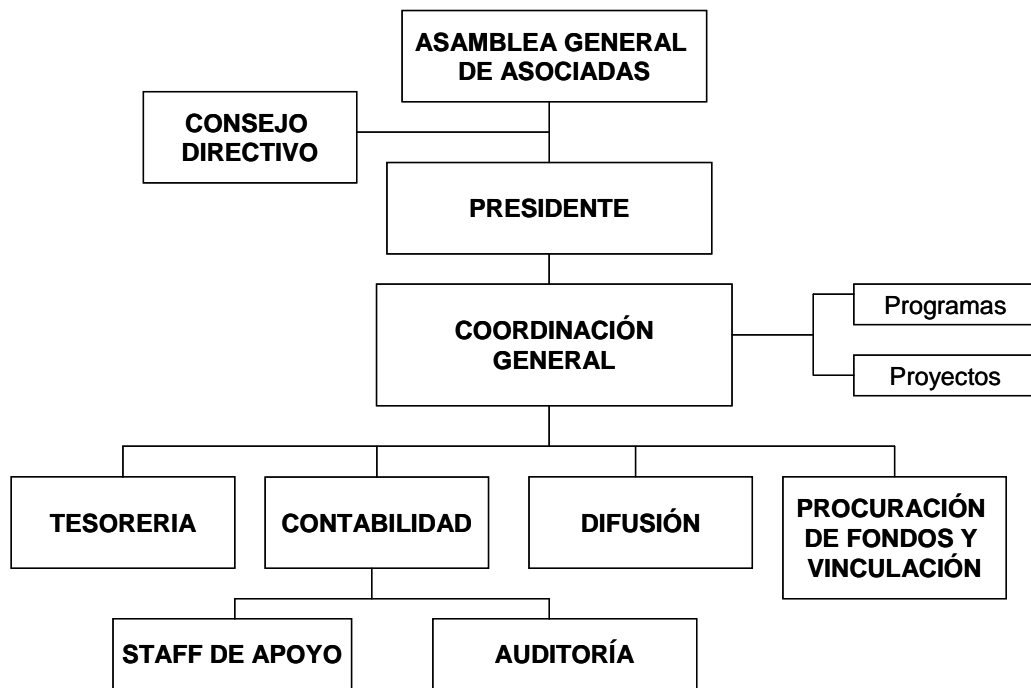 ASAMBLEA GENERAL
DE ASOCIADAS
CONSEJO
DIRECTIVO
PRESIDENTE
COORDINACIÓN
GENERAL
Programas
Proyectos
TESORERIA
CONTABILIDAD
DIFUSIÓN
PROCURACIÓN
DE FONDOS Y
VINCULACIÓN
STAFF DE APOYO
AUDITORÍA